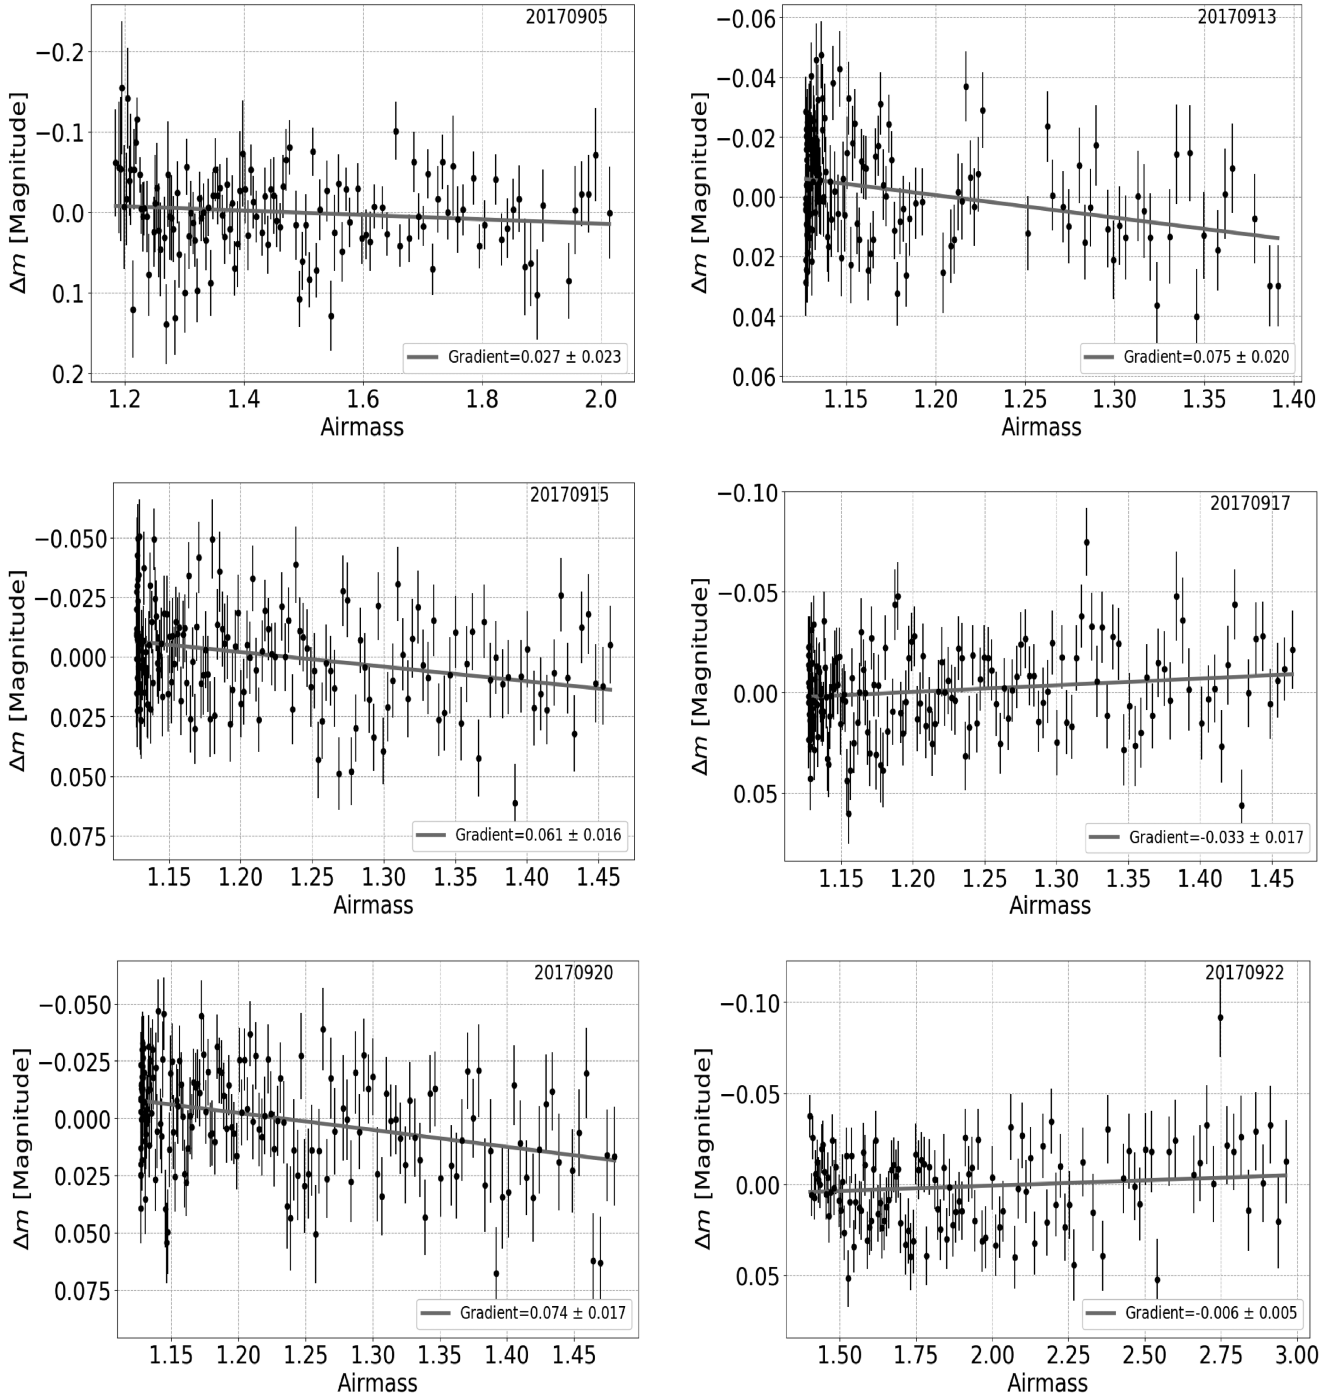 20170905
−0.2
−0.1
0.0
0.1
0.2
Δm [Magnitude]
Gradient=0.027 ± 0.023
1.2 1.4 1.6 1.8 2.0
Airmass
20170913
−0.06
−0.04
−0.02
0.00
0.02
0.04
0.06
Δm [Magnitude]
Gradient=0.075 ± 0.020
1.15 1.20 1.25 1.30 1.35 1.40
Airmass
20170915
−0.050
−0.025
0.000
0.025
0.050
0.075
Δm [Magnitude]
Gradient=0.061 ± 0.016
1.15 1.20 1.25 1.30 1.35 1.40 1.45
Airmass
20170917
−0.10
−0.05
0.00
0.05
Δm [Magnitude]
Gradient=-0.033 ± 0.017
1.15 1.20 1.25 1.30 1.35 1.40 1.45
Airmass
20170920
−0.050
−0.025
0.000
0.025
0.050
0.075
Δm [Magnitude]
Gradient=0.074 ± 0.017
1.15 1.20 1.25 1.30 1.35 1.40 1.45
Airmass
20170922
−0.10
−0.05
0.00
0.05
Δm [Magnitude]
Gradient=-0.006 ± 0.005
1.50 1.75 2.00 2.25 2.50 2.75 3.00
Airmass